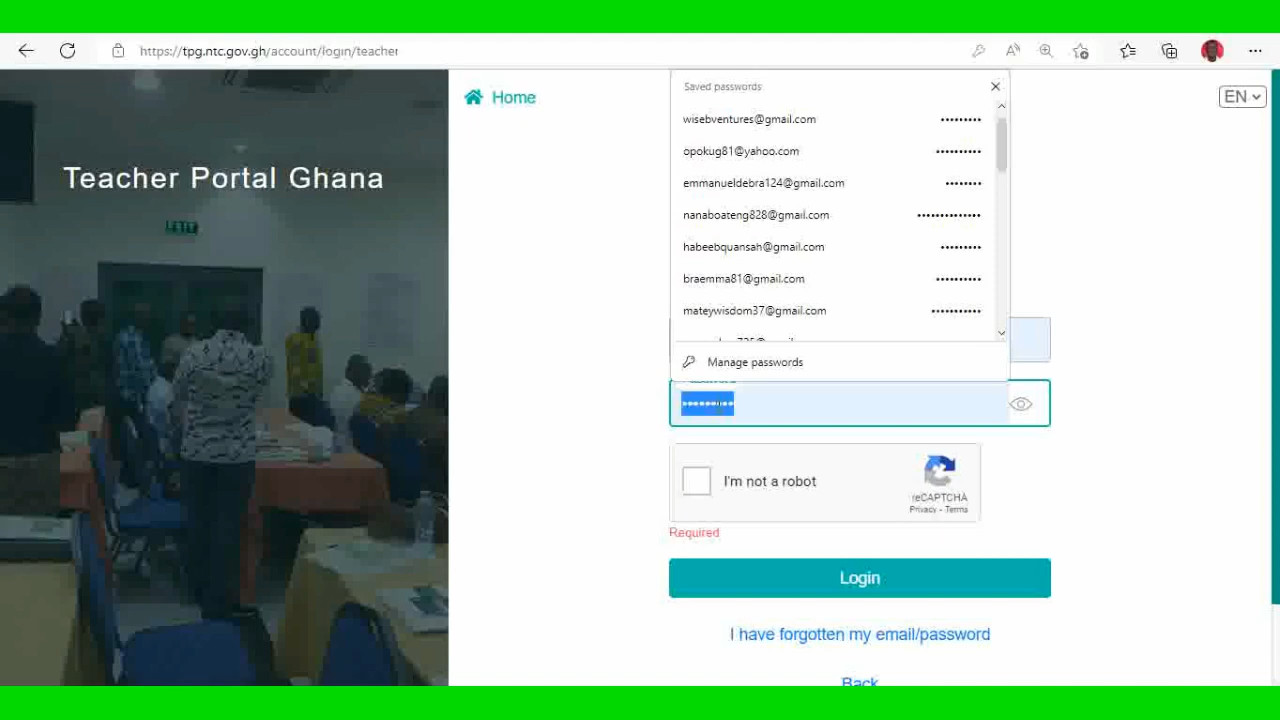 https://tpg.ntc.gov.gh/account/login/teacher
Teacher Portal Ghana
EXIT
Home
EN
Saved passwords
wisebventures@gmail.com •••••••••
opokug81@yahoo.com ••••••••••
emmanueldebra124@gmail.com ••••••••
nanaboateng828@gmail.com ••••••••••••••
habeebquansah@gmail.com •••••••••
braemma81@gmail.com ••••••••••
mateywisdom37@gmail.com •••••••••••
Manage passwords
I'm not a robot
reCAPTCHA
Privacy - Terms
Required
Login
I have forgotten my email/password
Back